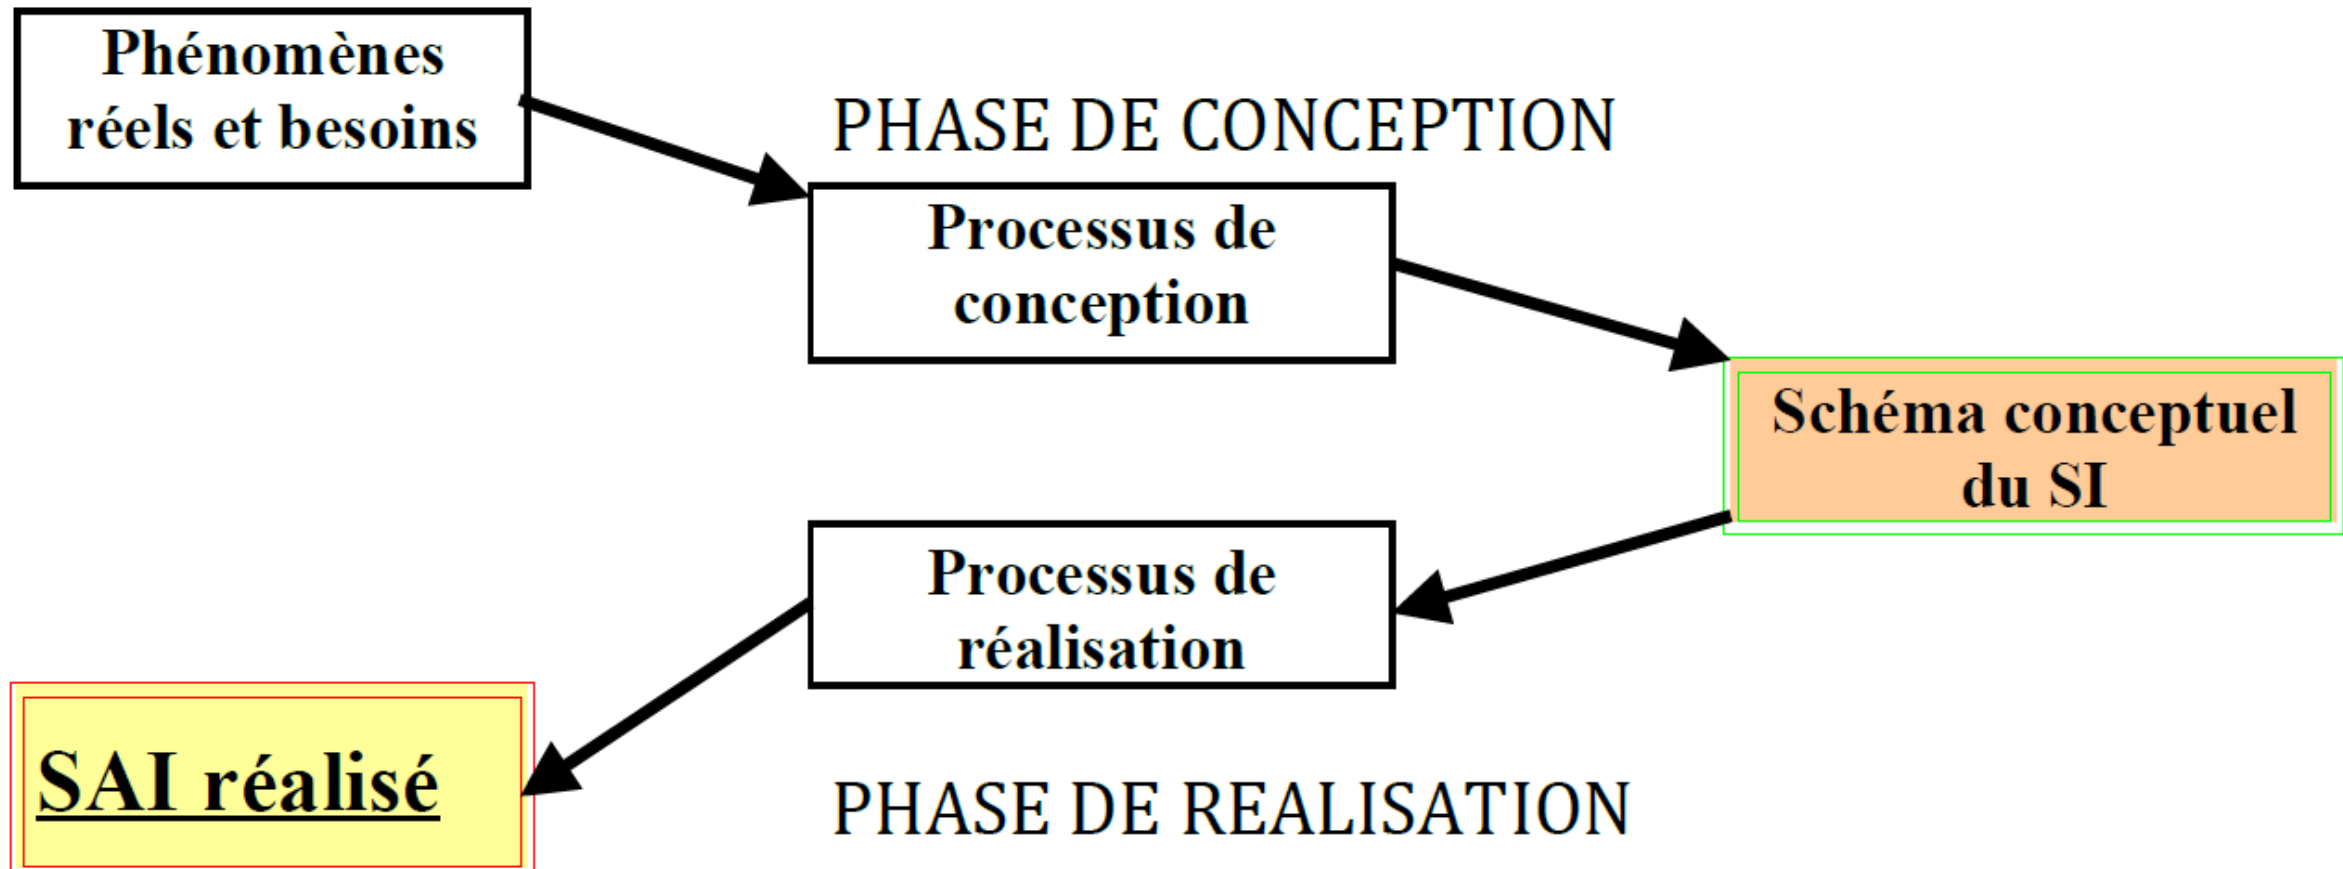 Phénomènes
réels et besoins
PHASE DE CONCEPTION
Processus de
conception
Schéma conceptuel
du SI
Processus de
réalisation
SAI réalisé
PHASE DE REALISATION